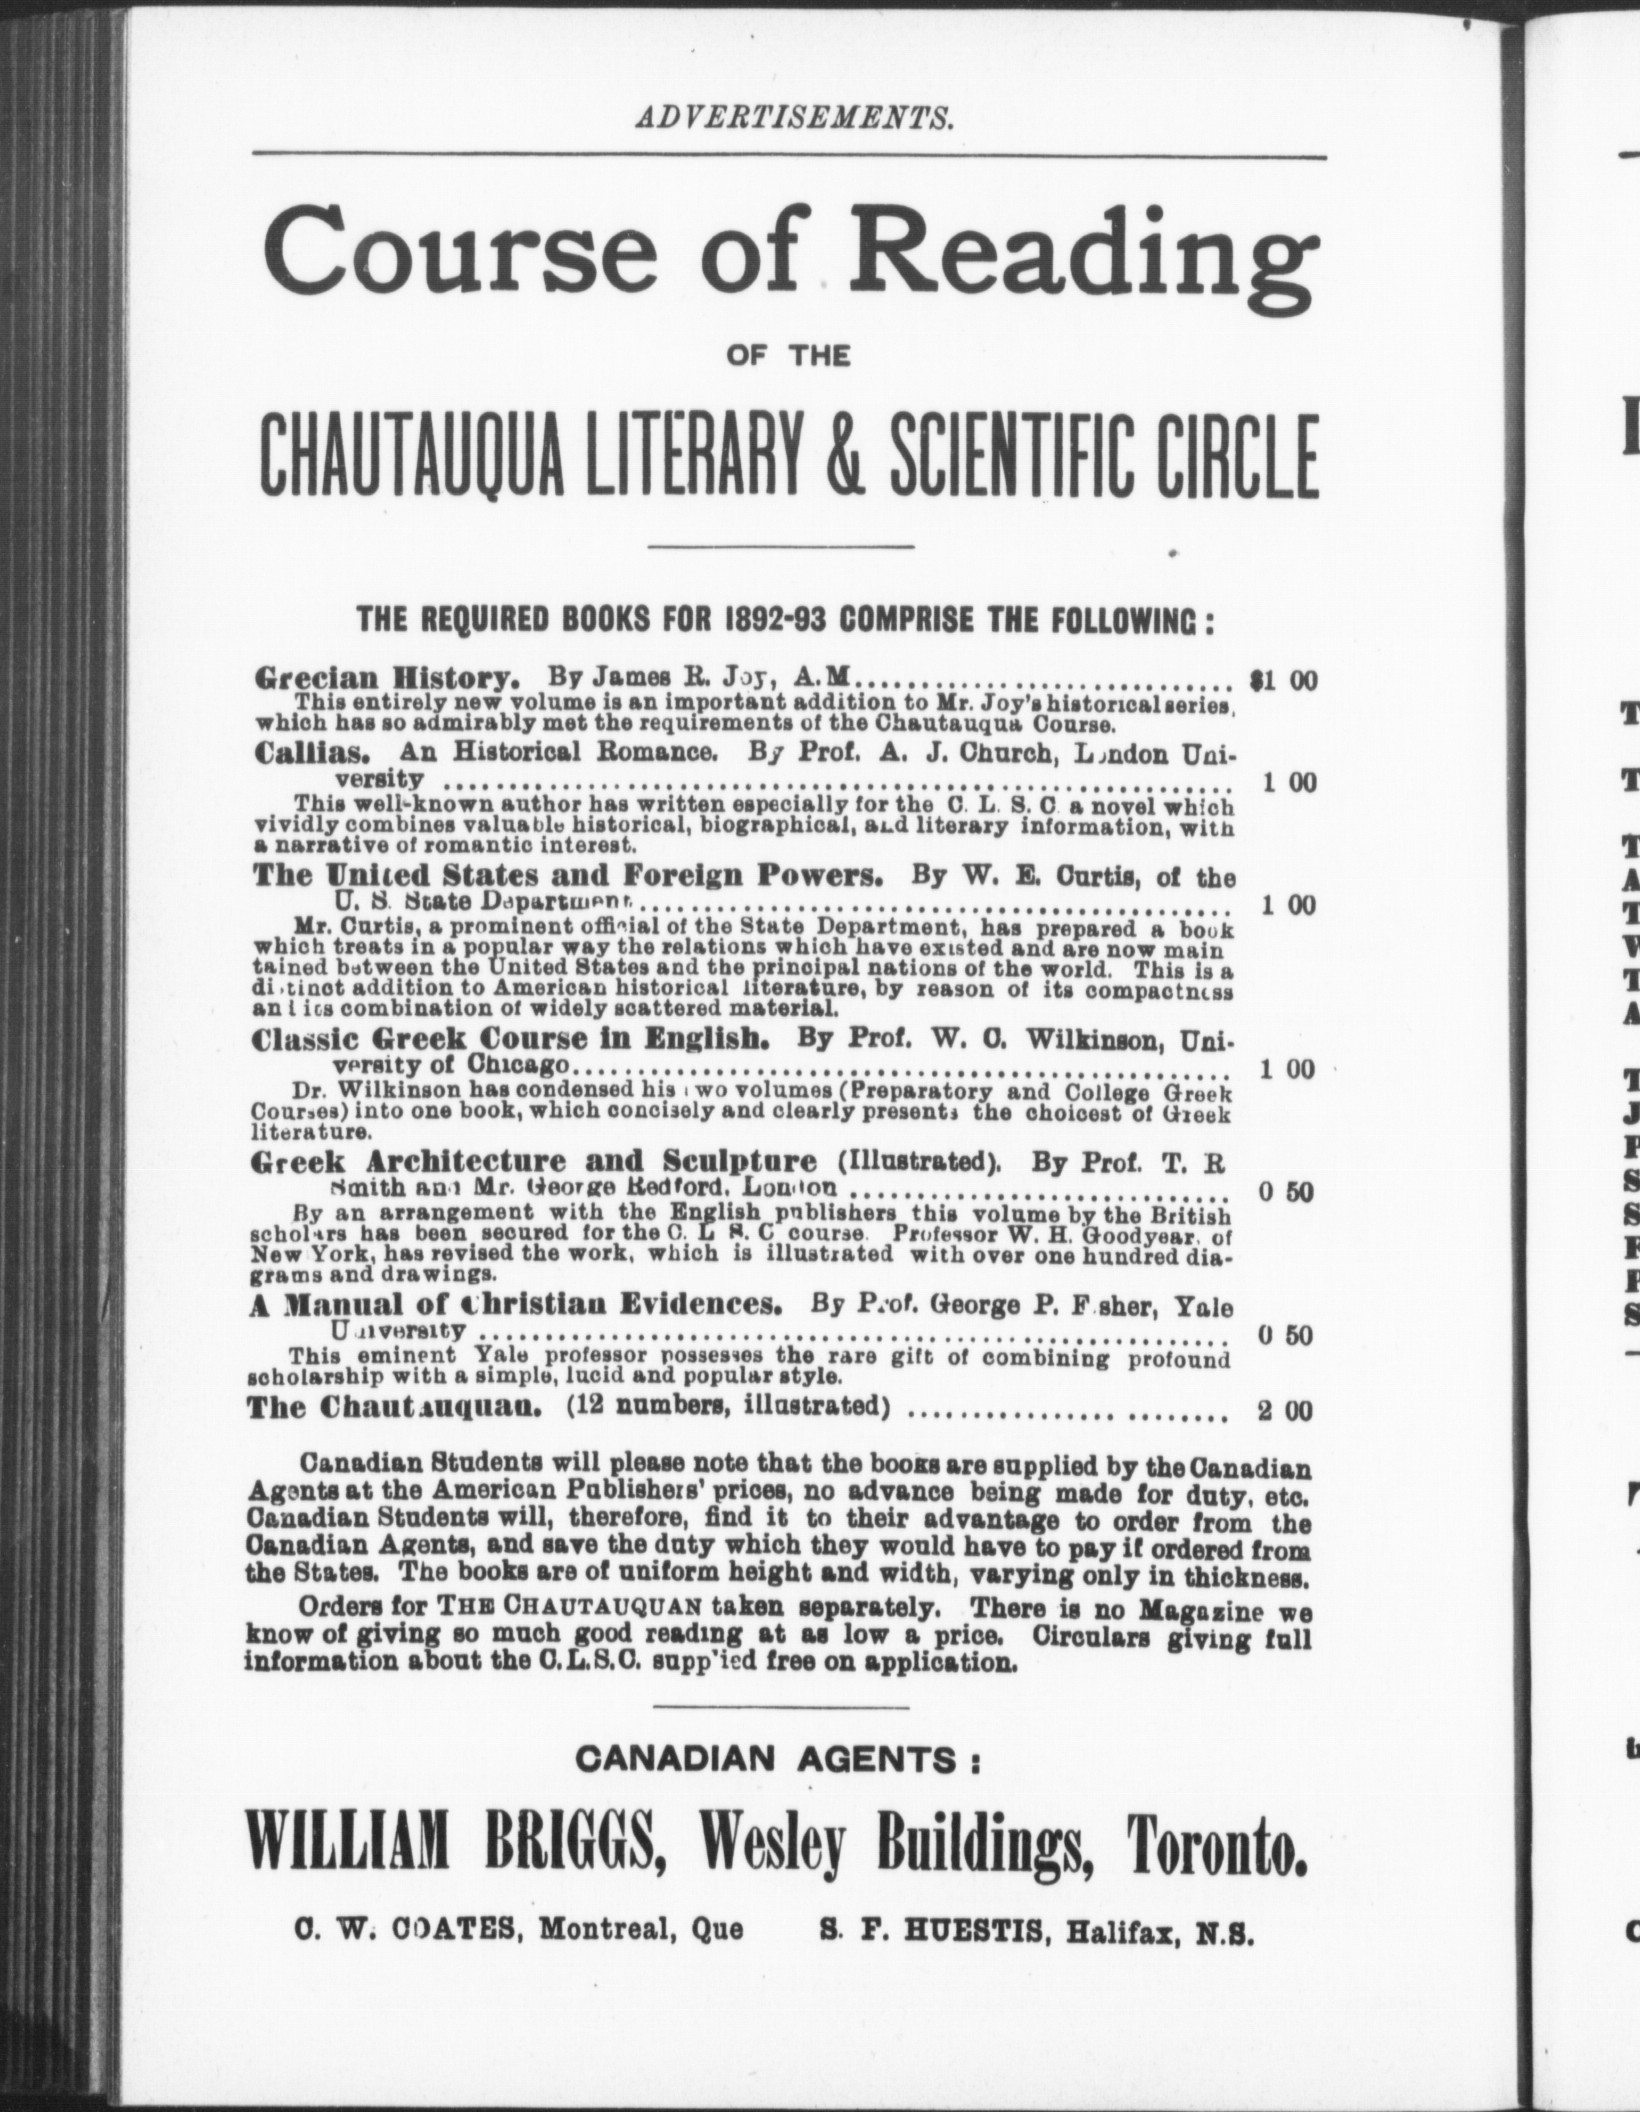 ADVERTISEMENTS.
Course of Reading
OF THE
CHAUTAUQUA LITERARY & SCIENTIFIC CIRCLE
THE REQUIRED BOOKS FOR 1892-93 COMPRISE THE FOLLOWING:
Grecian History. By James R. Joy, A.M............................. $1 00
This entirely new volume is an important addition to Mr. Joy's historical series,
which has so admirably met the requirements of the Chautauqua Course.
Callias. An Historical Romance. By Prof. A. J. Church, London Uni-
versity ............................................................ 1 00
This well-known author has written especially for the C. L. S. C. a novel which
vividly combines valuable historical, biographical, and literary information, with
a narrative of romantic interest.
The United States and Foreign Powers. By W. E. Curtis, of the
U. S. State Department............................................. 1 00
Mr. Curtis, a prominent official of the State Department, has prepared a book
which treats in a popular way the relations which have existed and are now main
tained between the United States and the principal nations of the world. This is a
distinct addition to American historical literature, by reason of its compactness
and its combination of widely scattered material.
Classic Greek Course in English. By Prof. W. C. Wilkinson, Uni-
versity of Chicago.................................................. 1 00
Dr. Wilkinson has condensed his two volumes (Preparatory and College Greek
Courses) into one book, which concisely and clearly presents the choicest of Greek
literature.
Greek Architecture and Sculpture (Illustrated). By Prof. T. R
Smith and Mr. George Redford, London ............................. 0 50
By an arrangement with the English publishers this volume by the British
scholars has been secured for the C. L S. C course. Professor W. H. Goodyear, of
New York, has revised the work, which is illustrated with over one hundred dia-
grams and drawings.
A Manual of Christian Evidences. By Prof. George P. Fisher, Yale
University ......................................................... 0 50
This eminent Yale professor possesses the rare gift of combining profound
scholarship with a simple, lucid and popular style.
The Chautauquan. (12 numbers, illustrated) ................ ........ 2 00
Canadian Students will please note that the books are supplied by the Canadian
Agents at the American Publishers' prices, no advance being made for duty, etc.
Canadian Students will, therefore, find it to their advantage to order from the
Canadian Agents, and save the duty which they would have to pay if ordered from
the States. The books are of uniform height and width, varying only in thickness.
Orders for THE CHAUTAUQUAN taken separately. There is no Magazine we
know of giving so much good reading at as low a price. Circulars giving full
information about the C.L.S.C. supplied free on application.
CANADIAN AGENTS:
WILLIAM BRIGGS, Wesley Buildings, Toronto.
C. W. COATES, Montreal, Que S. F. HUESTIS, Halifax, N.S.